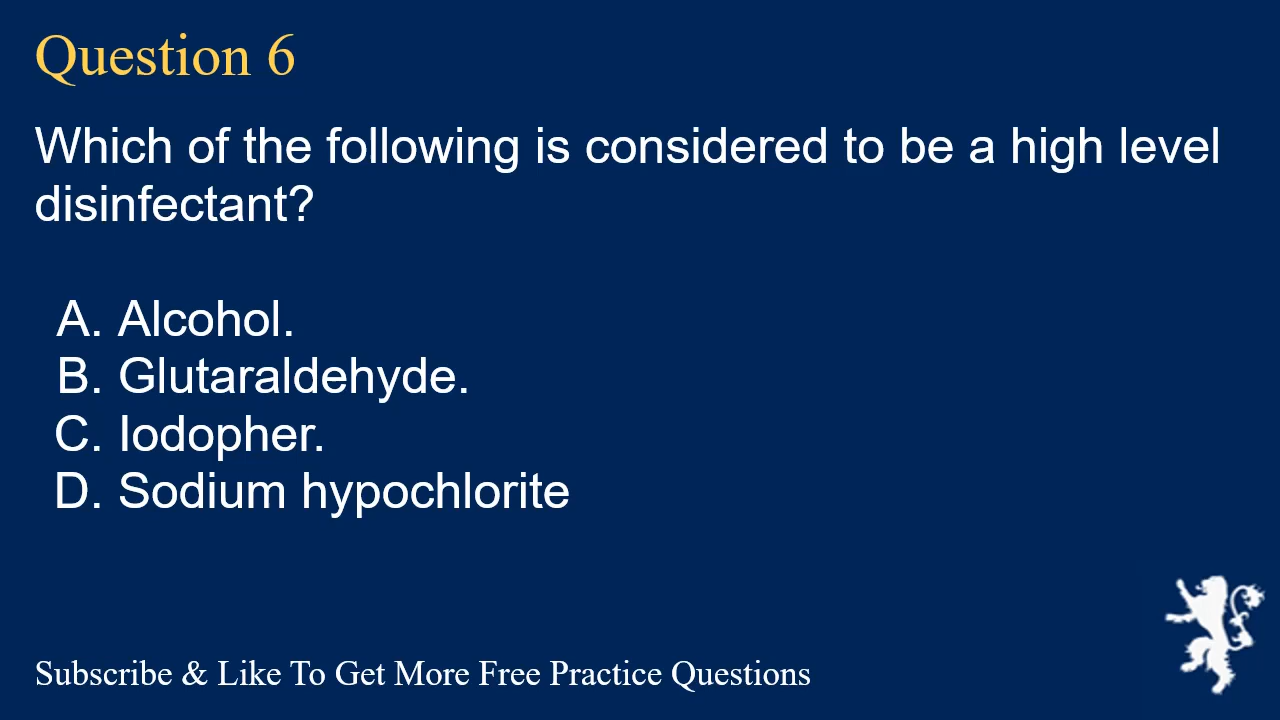 Question 6
Which of the following is considered to be a high level
disinfectant?
A. Alcohol.
B. Glutaraldehyde.
C. Iodopher.
D. Sodium hypochlorite
Subscribe & Like To Get More Free Practice Questions